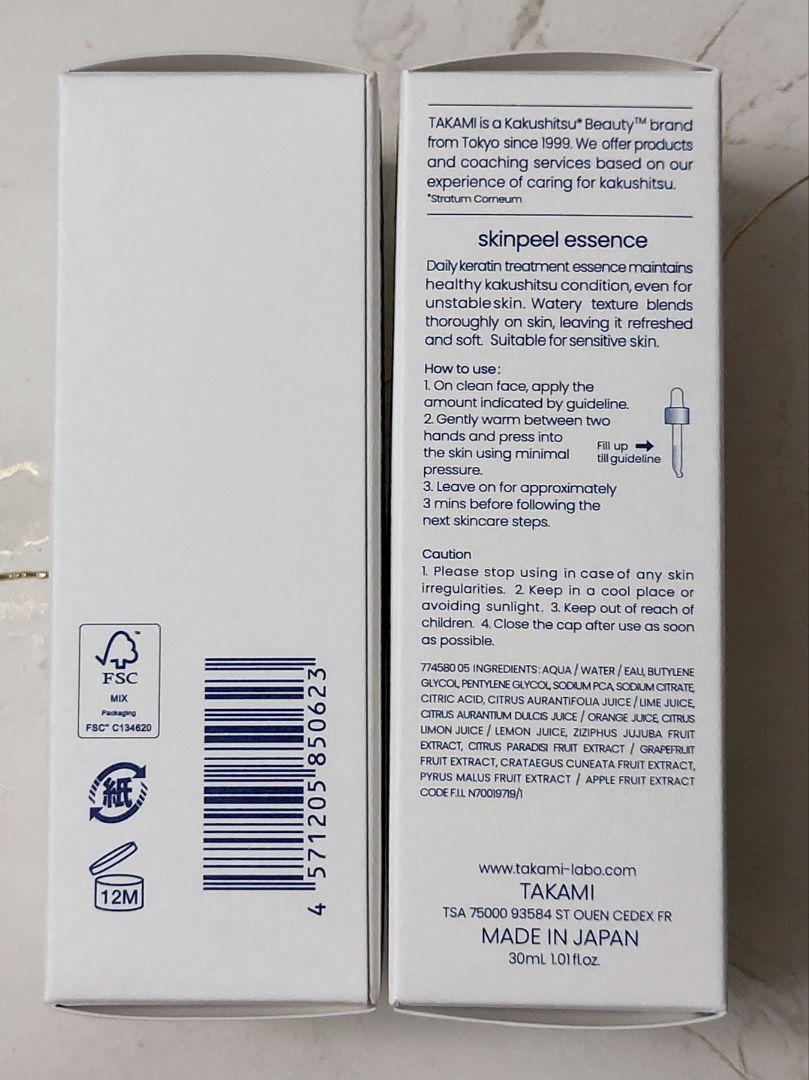 FSC™
MIX
Packaging
FSC™ C134620
紙
12M
4 571205 850623
TAKAMI is a Kakushitsu* Beauty™ brand
from Tokyo since 1999. We offer products
and coaching services based on our
experience of caring for kakushitsu.
*Stratum Corneum
skinpeel essence
Daily keratin treatment essence maintains
healthy kakushitsu condition, even for
unstable skin. Watery texture blends
thoroughly on skin, leaving it refreshed
and soft. Suitable for sensitive skin.
How to use:
1. On clean face, apply the
amount indicated by guideline.
2. Gently warm between two
hands and press into
the skin using minimal
pressure.
3. Leave on for approximately
3 mins before following the
next skincare steps.
Fill up
till guideline
Caution
1. Please stop using in case of any skin
irregularities. 2. Keep in a cool place or
avoiding sunlight. 3. Keep out of reach of
children. 4. Close the cap after use as soon
as possible.
774580 05 INGREDIENTS: AQUA / WATER / EAU, BUTYLENE
GLYCOL, PENTYLENE GLYCOL, SODIUM PCA, SODIUM CITRATE,
CITRIC ACID, CITRUS AURANTIFOLIA JUICE / LIME JUICE,
CITRUS AURANTIUM DULCIS JUICE / ORANGE JUICE, CITRUS
LIMON JUICE / LEMON JUICE, ZIZIPHUS JUJUBA FRUIT
EXTRACT, CITRUS PARADISI FRUIT EXTRACT / GRAPEFRUIT
FRUIT EXTRACT, CRATAEGUS CUNEATA FRUIT EXTRACT,
PYRUS MALUS FRUIT EXTRACT / APPLE FRUIT EXTRACT
CODE F.I.L N70019719/1
www.takami-labo.com
TAKAMI
TSA 75000 93584 ST OUEN CEDEX FR
MADE IN JAPAN
30mL 1.01 fl.oz.